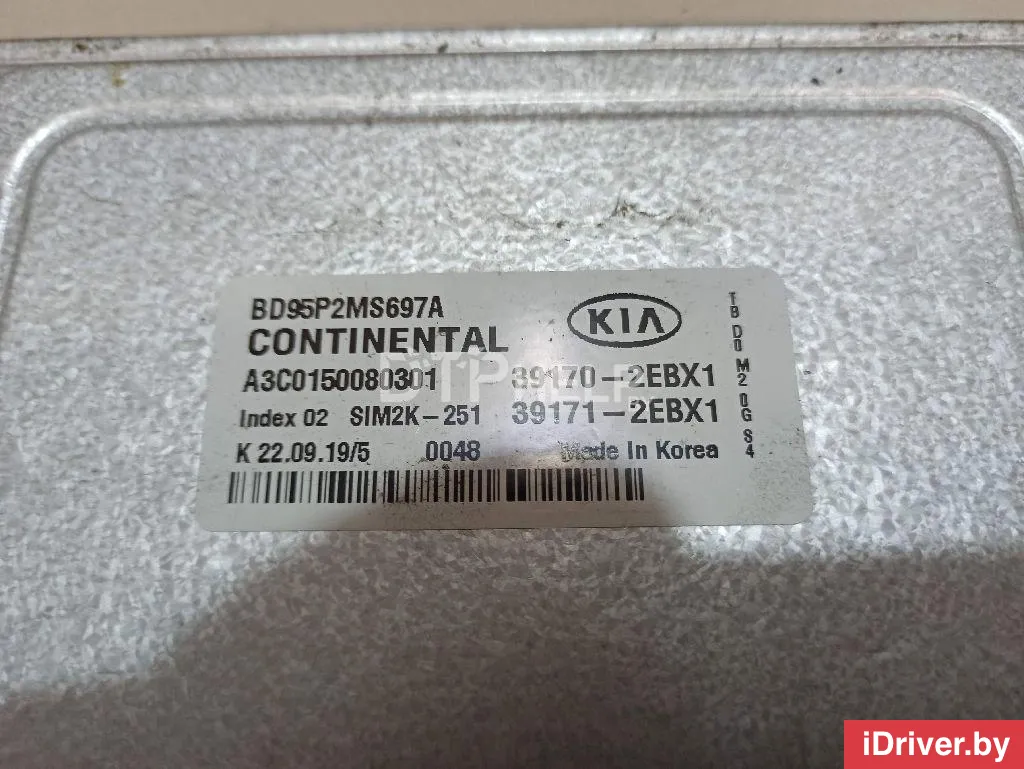 BD95P2MS697A
KIA
CONTINENTAL
A3C0150080301 39170-2EBX1
Index 02 SIM2K-251 39171-2EBX1
K 22.09.19/5 0048 Made In Korea
TB D0 M2 0G S4
DTPHELP
iDriver.by